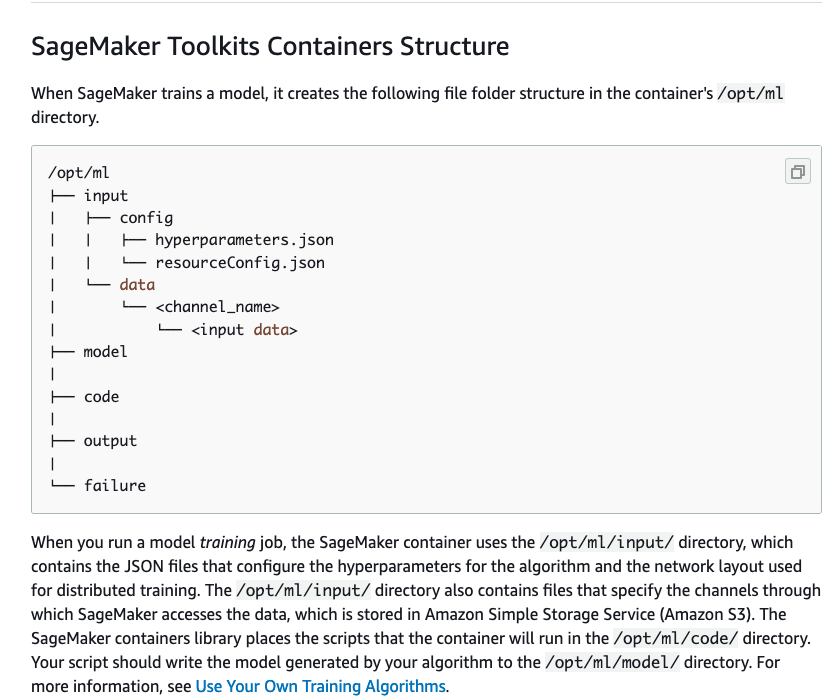 SageMaker Toolkits Containers Structure
When SageMaker trains a model, it creates the following file folder structure in the container's /opt/ml
directory.
/opt/ml
├── input
│   ├── config
│   │   ├── hyperparameters.json
│   │   └── resourceConfig.json
│   └── data
│       └── <channel_name>
│           └── <input data>
├── model
│
├── code
│
├── output
│
└── failure
When you run a model training job, the SageMaker container uses the /opt/ml/input/ directory, which
contains the JSON files that configure the hyperparameters for the algorithm and the network layout used
for distributed training. The /opt/ml/input/ directory also contains files that specify the channels through
which SageMaker accesses the data, which is stored in Amazon Simple Storage Service (Amazon S3). The
SageMaker containers library places the scripts that the container will run in the /opt/ml/code/ directory.
Your script should write the model generated by your algorithm to the /opt/ml/model/ directory. For
more information, see Use Your Own Training Algorithms.